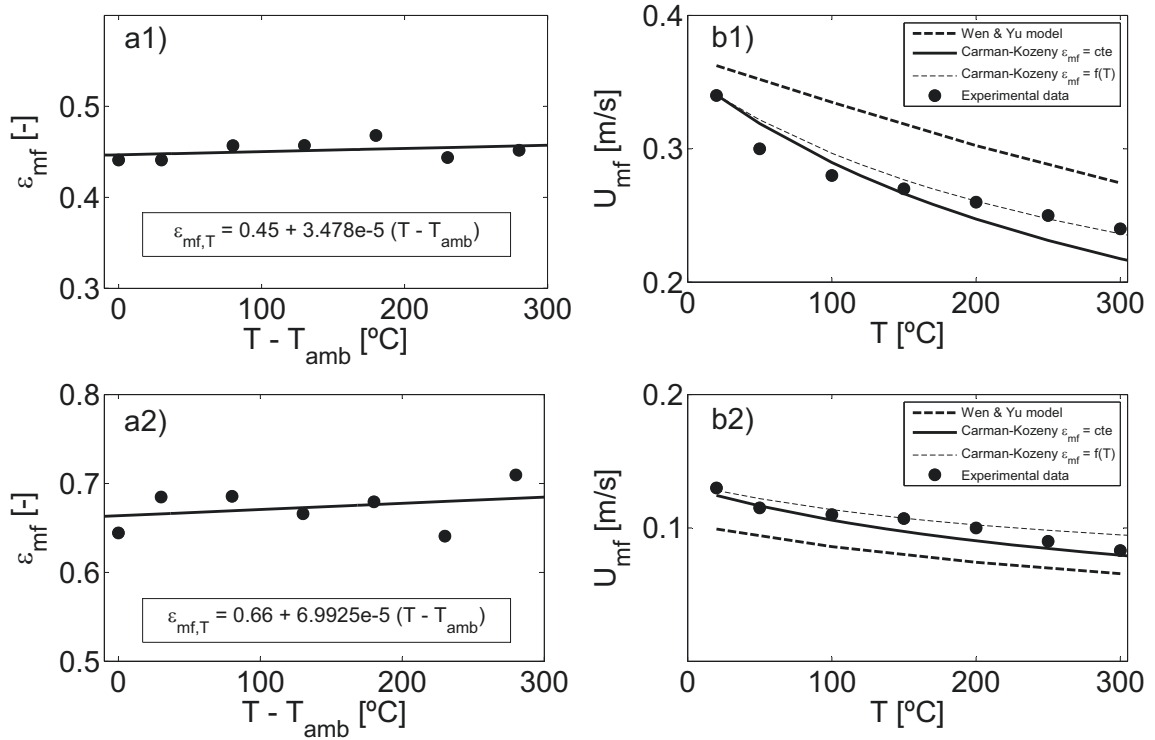 a1)
0.5
0.4
0.3
ε_mf [-]
ε_mf,T = 0.45 + 3.478e-5 (T - T_amb)
0 100 200 300
T - T_amb [ºC]
b1)
0.4
0.3
0.2
U_mf [m/s]
Wen & Yu model
Carman-Kozeny ε_mf = cte
Carman-Kozeny ε_mf = f(T)
Experimental data
0 100 200 300
T [ºC]
a2)
0.8
0.7
0.6
0.5
ε_mf [-]
ε_mf,T = 0.66 + 6.9925e-5 (T - T_amb)
0 100 200 300
T - T_amb [ºC]
b2)
0.2
0.1
U_mf [m/s]
Wen & Yu model
Carman-Kozeny ε_mf = cte
Carman-Kozeny ε_mf = f(T)
Experimental data
0 100 200 300
T [ºC]